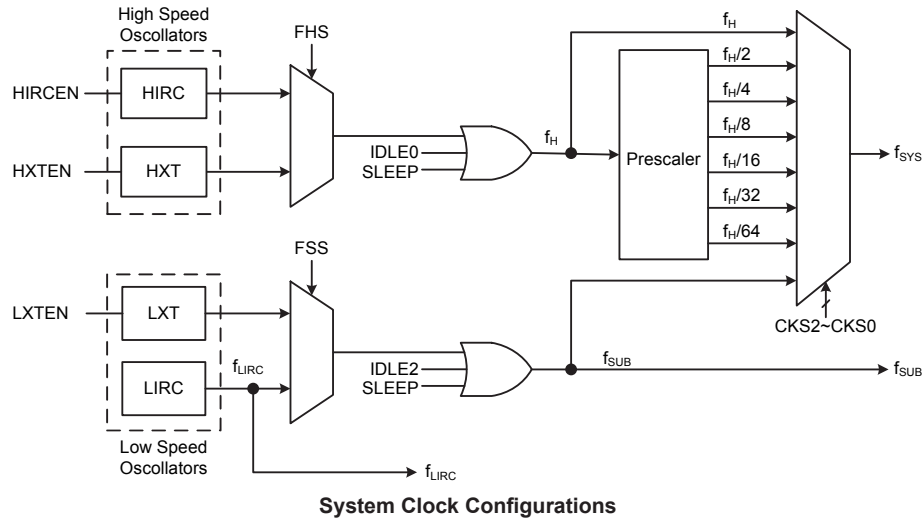 High Speed
Oscollators
FHS
HIRCEN
HIRC
HXTEN
HXT
IDLE0
SLEEP
fH
fH
Prescaler
fH/2
fH/4
fH/8
fH/16
fH/32
fH/64
fSYS
CKS2~CKS0
FSS
LXTEN
LXT
LIRC
fLIRC
IDLE2
SLEEP
fSUB
fSUB
Low Speed
Oscollators
fLIRC
System Clock Configurations